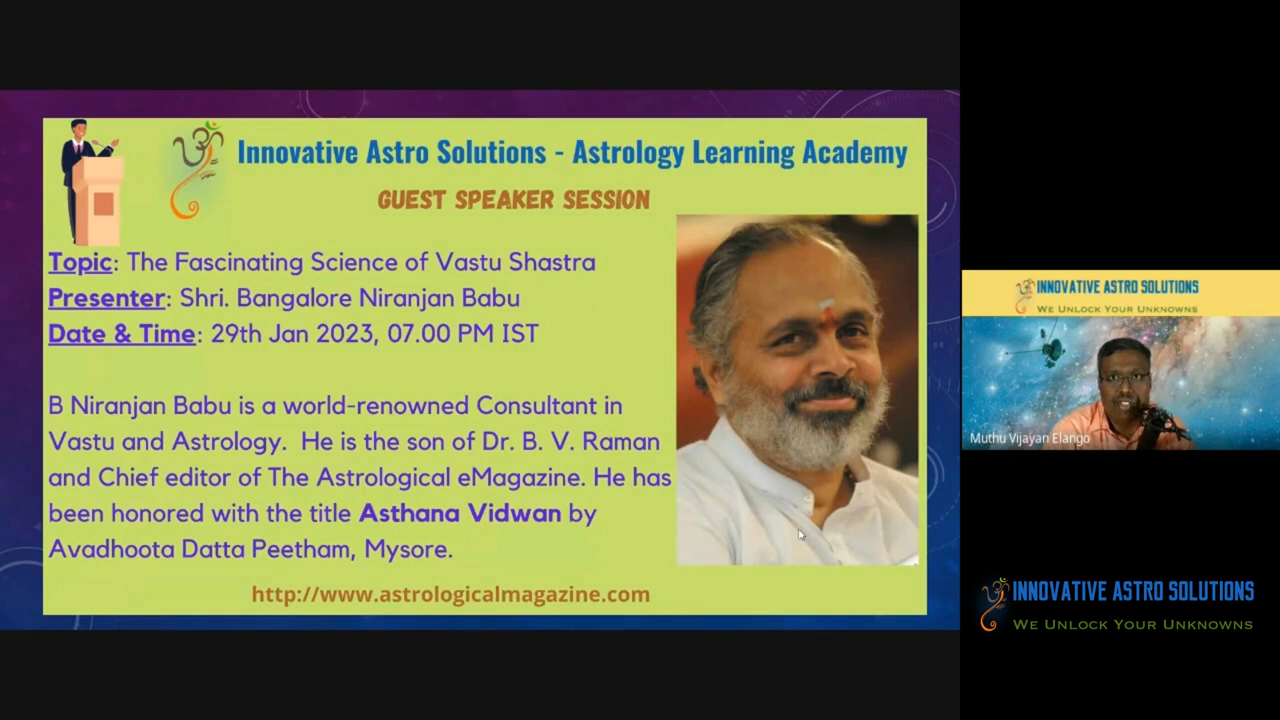 Innovative Astro Solutions - Astrology Learning Academy
GUEST SPEAKER SESSION
Topic: The Fascinating Science of Vastu Shastra
Presenter: Shri. Bangalore Niranjan Babu
Date & Time: 29th Jan 2023, 07.00 PM IST
B Niranjan Babu is a world-renowned Consultant in
Vastu and Astrology. He is the son of Dr. B. V. Raman
and Chief editor of The Astrological eMagazine. He has
been honored with the title Asthana Vidwan by
Avadhoota Datta Peetham, Mysore.
http://www.astrologicalmagazine.com
INNOVATIVE ASTRO SOLUTIONS
WE UNLOCK YOUR UNKNOWNS
Muthu Vijayan Elango
INNOVATIVE ASTRO SOLUTIONS
WE UNLOCK YOUR UNKNOWNS